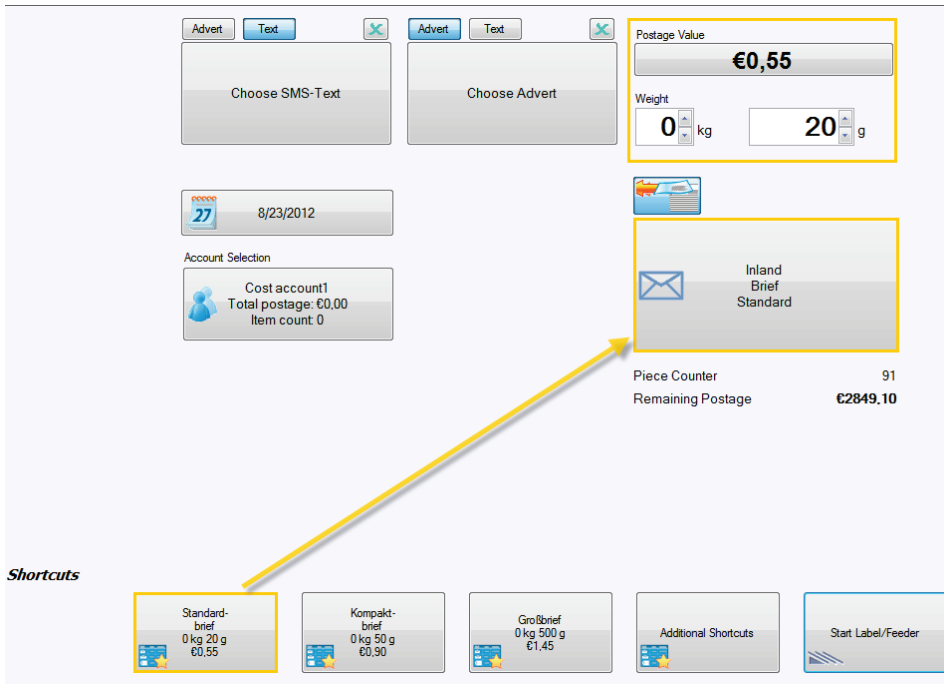 Advert
Text
Advert
Text
Choose SMS-Text
Choose Advert
Postage Value
€0,55
Weight
0 kg
20 g
27
8/23/2012
Account Selection
Cost account1
Total postage: €0,00
Item count: 0
Inland
Brief
Standard
Piece Counter 91
Remaining Postage €2849,10
Shortcuts
Standard-
brief
0 kg 20 g
€0,55
Kompakt-
brief
0 kg 50 g
€0,90
Großbrief
0 kg 500 g
€1,45
Additional Shortcuts
Start Label/Feeder